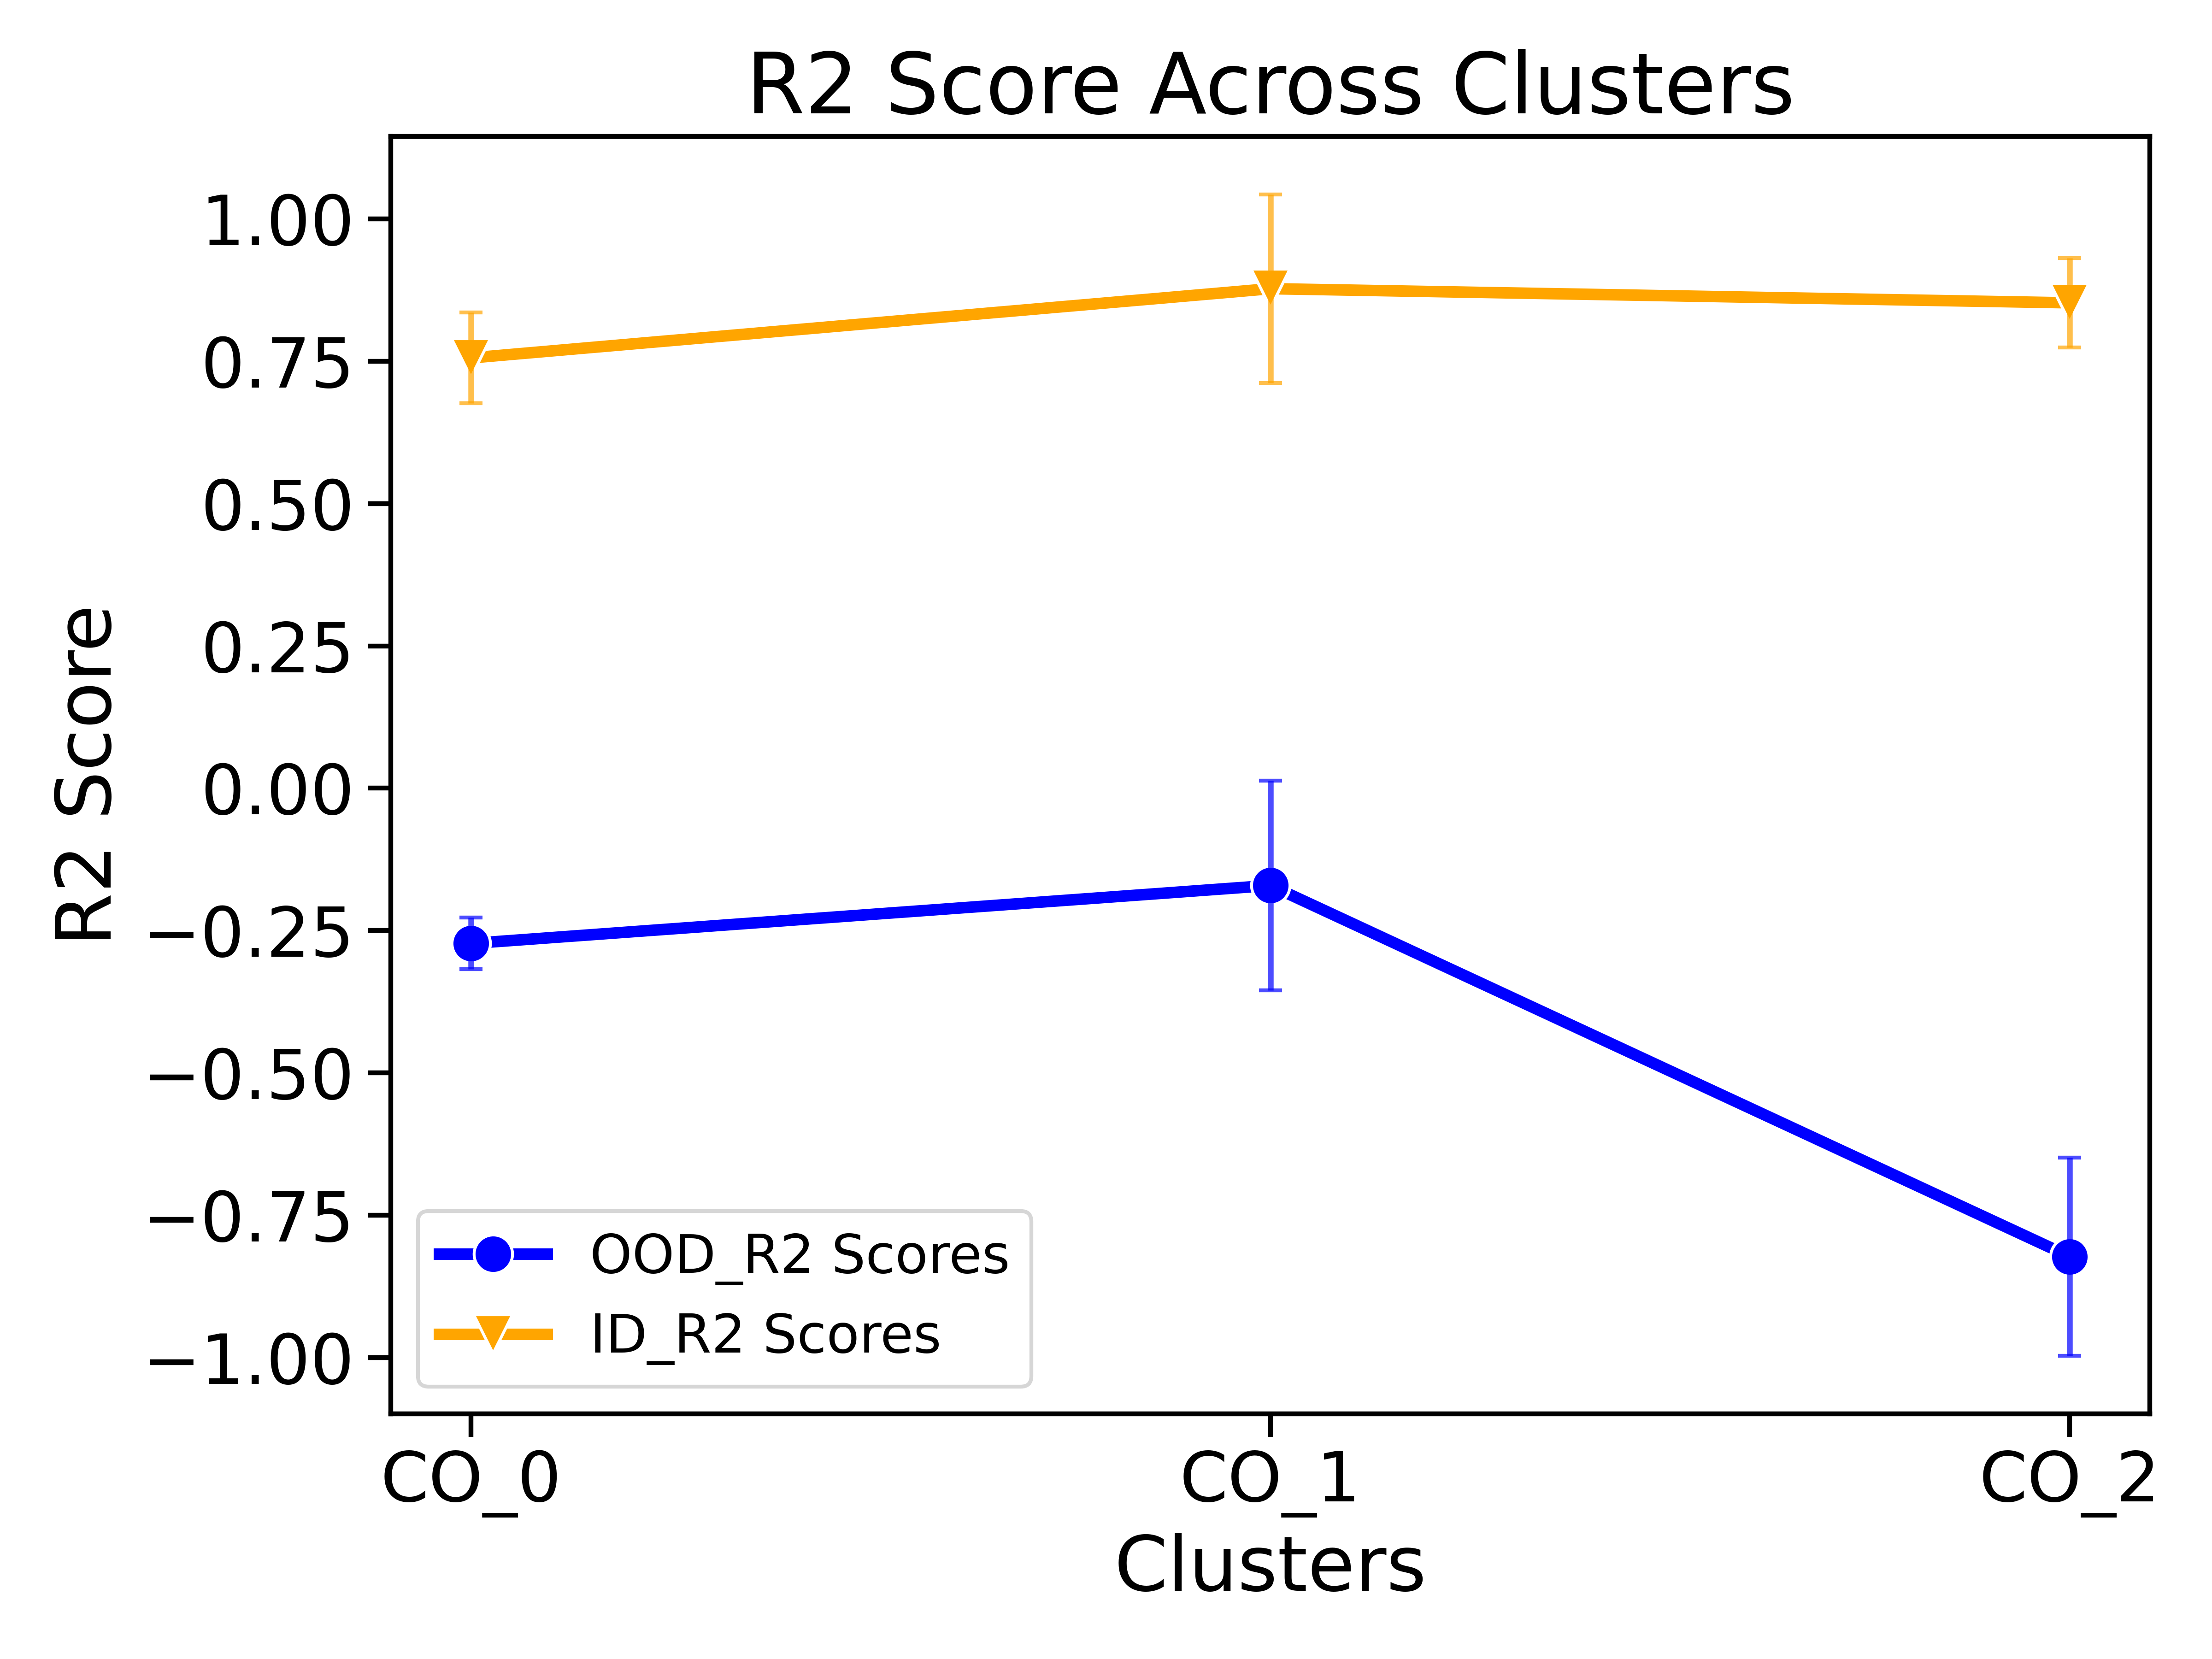 R2 Score Across Clusters
R2 Score
1.00
0.75
0.50
0.25
0.00
−0.25
−0.50
−0.75
−1.00
OOD_R2 Scores
ID_R2 Scores
CO_0
CO_1
CO_2
Clusters